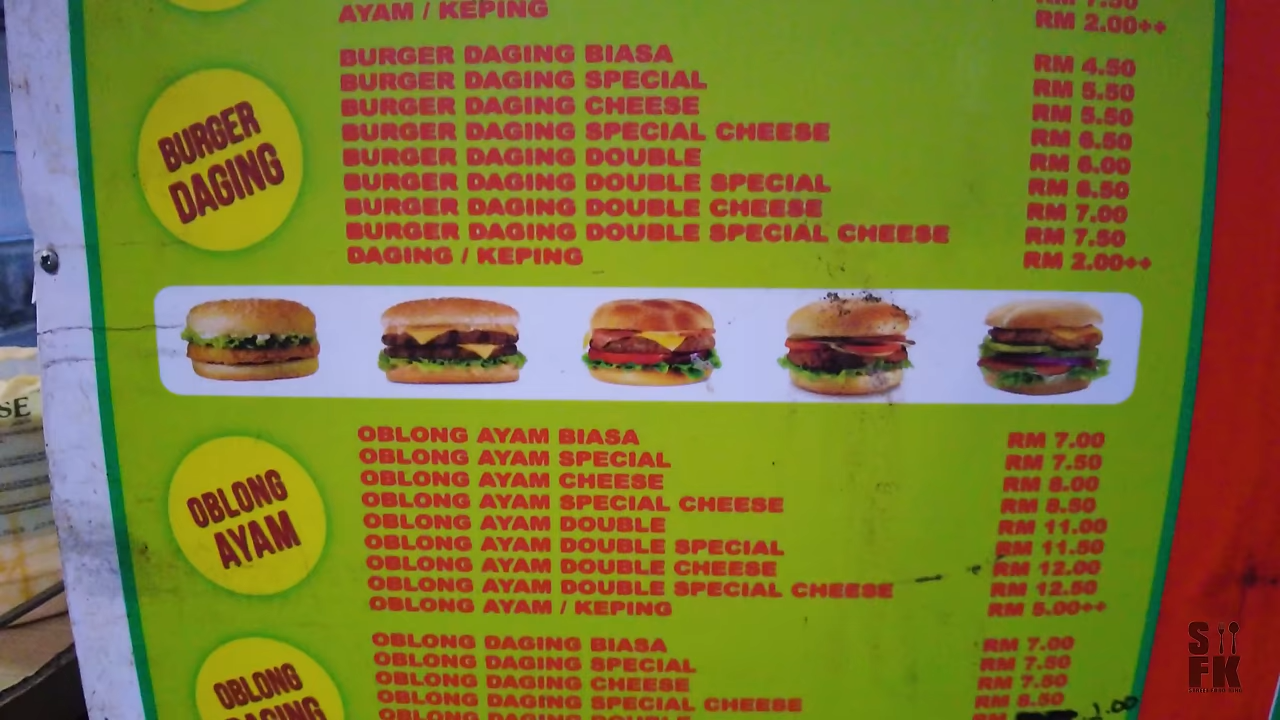 AYAM / KEPING RM 2.00++
BURGER DAGING
BURGER DAGING BIASA RM 4.50
BURGER DAGING SPECIAL RM 5.50
BURGER DAGING CHEESE RM 5.50
BURGER DAGING SPECIAL CHEESE RM 6.50
BURGER DAGING DOUBLE RM 6.00
BURGER DAGING DOUBLE SPECIAL RM 6.50
BURGER DAGING DOUBLE CHEESE RM 7.00
BURGER DAGING DOUBLE SPECIAL CHEESE RM 7.50
DAGING / KEPING RM 2.00++
SE
OBLONG AYAM
OBLONG AYAM BIASA RM 7.00
OBLONG AYAM SPECIAL RM 7.50
OBLONG AYAM CHEESE RM 8.00
OBLONG AYAM SPECIAL CHEESE RM 8.50
OBLONG AYAM DOUBLE RM 11.00
OBLONG AYAM DOUBLE SPECIAL RM 11.50
OBLONG AYAM DOUBLE CHEESE RM 12.00
OBLONG AYAM DOUBLE SPECIAL CHEESE RM 12.50
OBLONG AYAM / KEPING RM 5.00++
OBLONG DAGING
OBLONG DAGING BIASA RM 7.00
OBLONG DAGING SPECIAL RM 7.50
OBLONG DAGING CHEESE RM 7.50
OBLONG DAGING SPECIAL CHEESE RM 8.50
OBLONG DAGING DOUBLE RM
S
FK